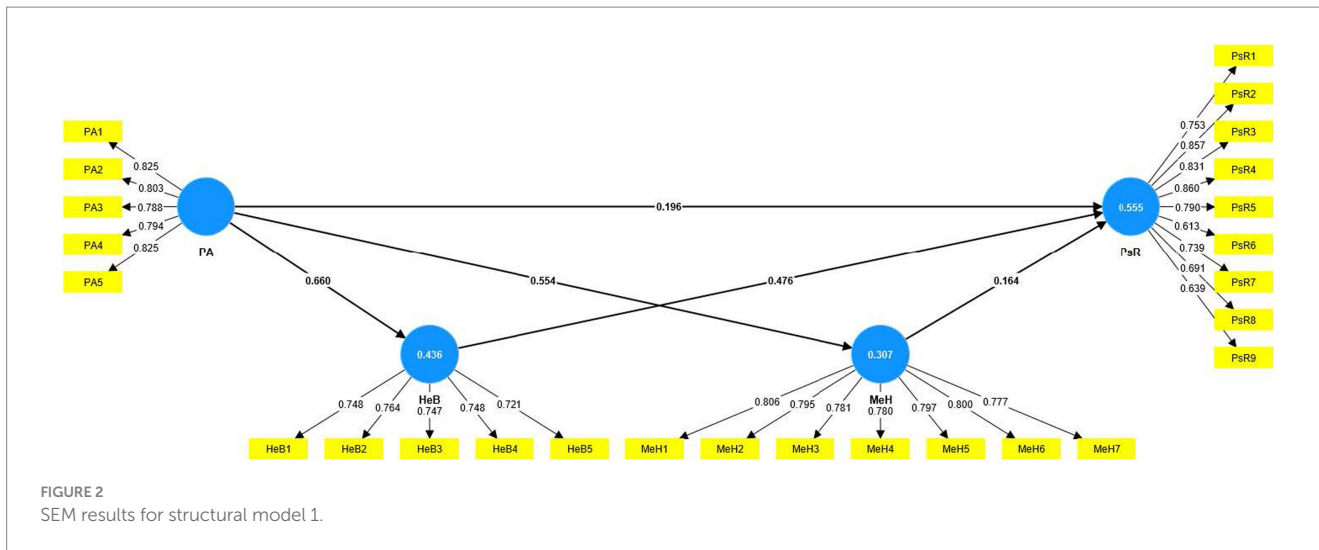 PsR1
PsR2
PsR3
PsR4
PsR5
PsR6
PsR7
PsR8
PsR9
0.753
0.857
0.831
0.860
0.790
0.613
0.739
0.691
0.639
0.555
PsR
PA1
PA2
PA3
PA4
PA5
0.825
0.803
0.788
0.794
0.825
PA
0.196
0.660
0.554
0.476
0.164
0.436
HeB
0.307
MeH
0.748
0.764
0.747
0.748
0.721
HeB1
HeB2
HeB3
HeB4
HeB5
0.806
0.795
0.781
0.780
0.797
0.800
0.777
MeH1
MeH2
MeH3
MeH4
MeH5
MeH6
MeH7
FIGURE 2
SEM results for structural model 1.